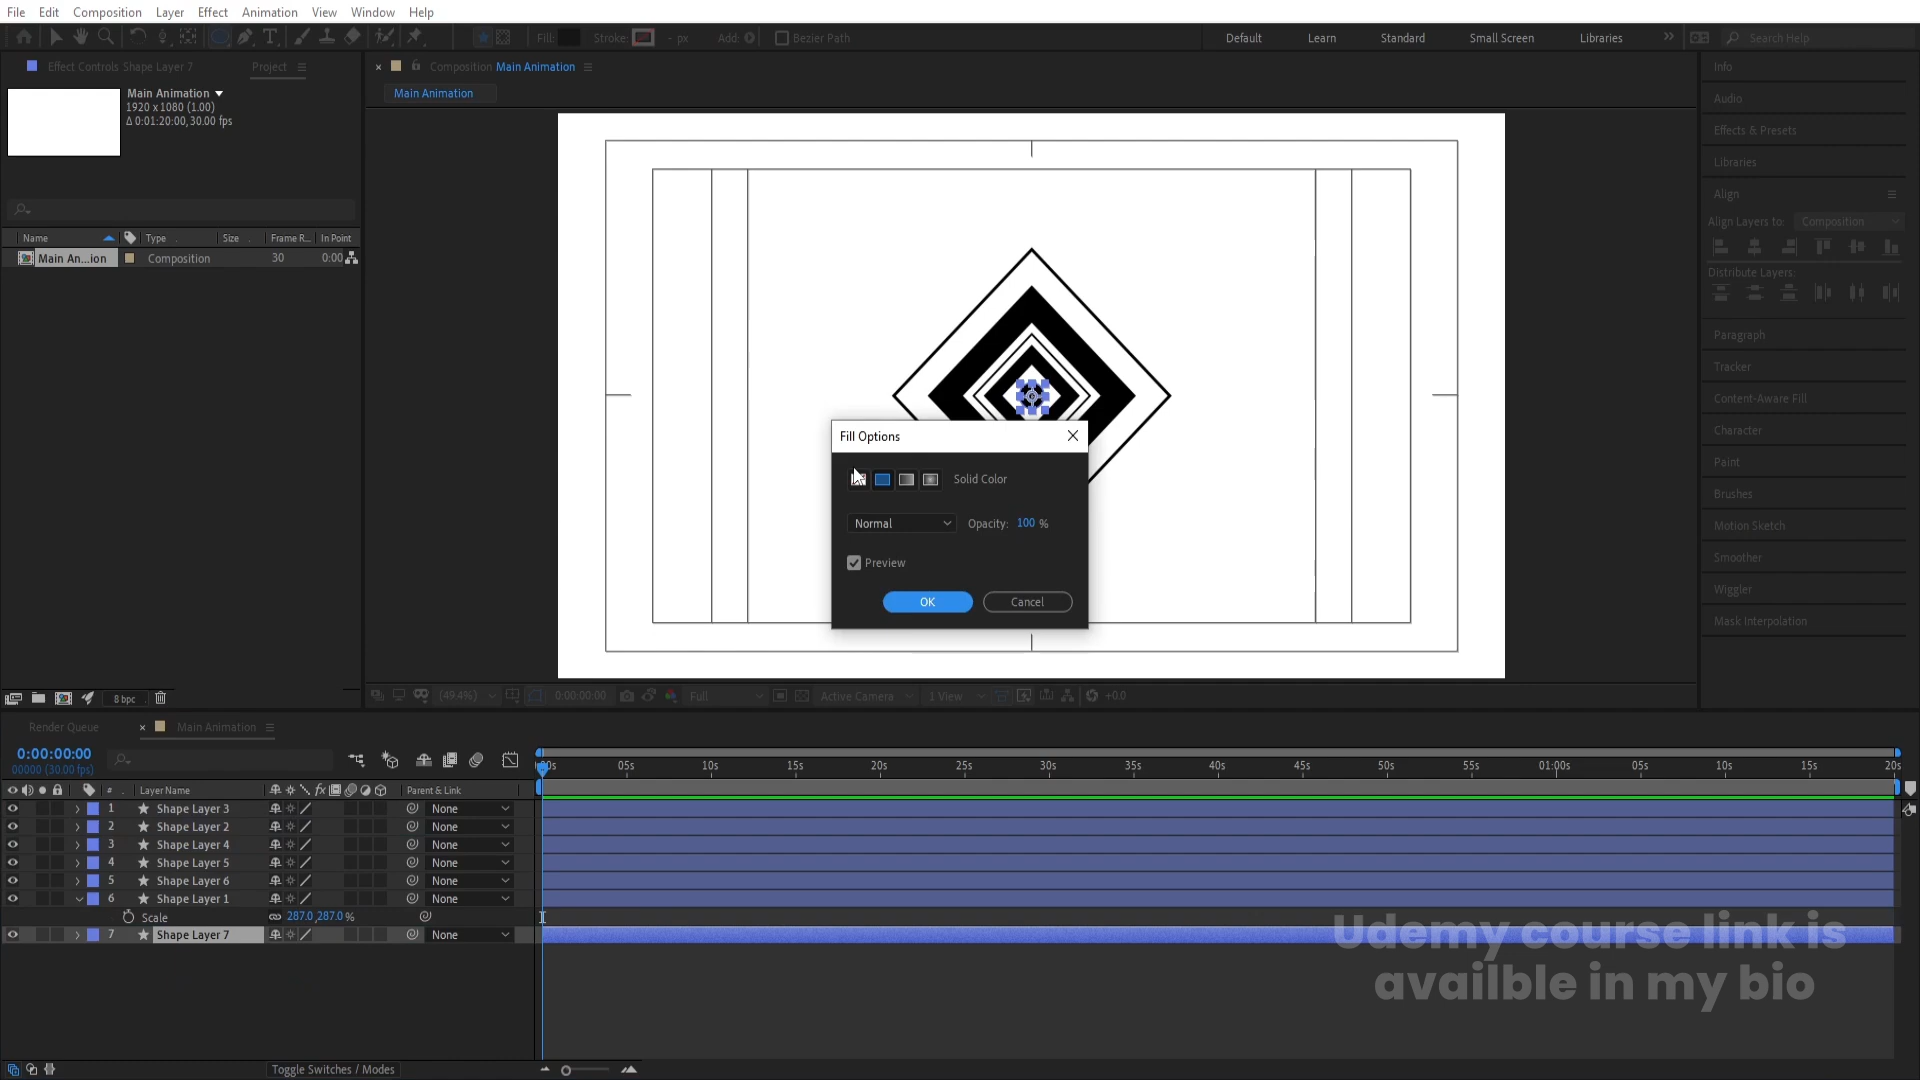 File Edit Composition Layer Effect Animation View Window Help
Fill: Stroke: - px Add: Bezier Path Default Learn Standard Small Screen Libraries Search Help
Effect Controls Shape Layer 7 Project
Composition Main Animation
Main Animation
Main Animation
1920 x 1080 (1.00)
Δ 0:01:20:00, 30.00 fps
Name Type Size Frame R... In Point
Main An...ion Composition 30 0:00
8 bpc
Info
Audio
Effects & Presets
Libraries
Align
Align Layers to: Composition
Distribute Layers:
Paragraph
Tracker
Content-Aware Fill
Character
Paint
Brushes
Motion Sketch
Smoother
Wiggler
Mask Interpolation
Fill Options
Solid Color
Normal Opacity: 100 %
Preview
OK Cancel
(49.4%) 0:00:00:00 Full Active Camera 1 View +0.0
Render Queue Main Animation
0:00:00:00
00000 (30.00 fps)
:00s 05s 10s 15s 20s 25s 30s 35s 40s 45s 50s 55s 01:00s 05s 10s 15s 20s
# Layer Name Parent & Link
1 Shape Layer 3 None
2 Shape Layer 2 None
3 Shape Layer 4 None
4 Shape Layer 5 None
5 Shape Layer 6 None
6 Shape Layer 1 None
Scale 287.0,287.0 %
7 Shape Layer 7 None
Udemy course link is
availble in my bio
Toggle Switches / Modes